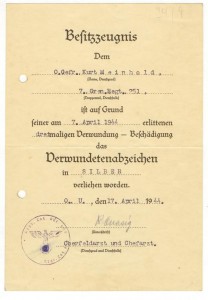 Besitzzeugnis
Dem
O.Gefr. Kurt Meinhold,
(Name, Dienstgrad)
7./Gren.Regt. 351
(Truppenteil, Dienststelle)
ist auf Grund
seiner am 7. April 1944 erlittenen
dreimaligen Verwundung – Beschädigung
das
Verwundetenabzeichen
in SILBER
verliehen worden.
O. U., den 17. April 1944.
(Unterschrift)
Oberfeldarzt und Chefarzt.
(Dienstgrad und Dienststelle)